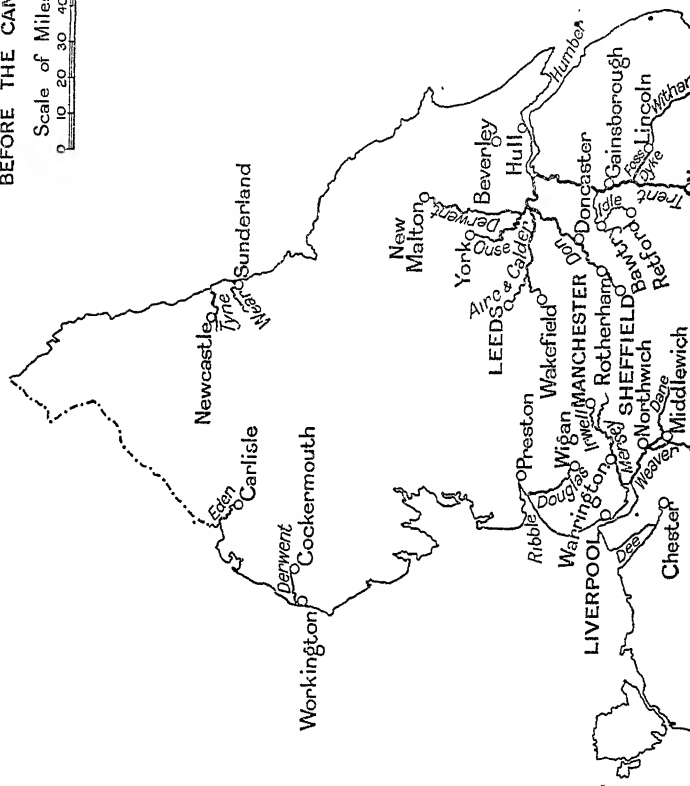 BEFORE THE CAN
Scale of Miles
0 10 20 30 40
Newcastle
Tyne
Sunderland
Wear
Eden
Carlisle
Derwent
Cockermouth
Workington
New
Malton
Derwent
York
Ouse
Beverley
Hull
Humber
Aire & Calder
LEEDS
Wakefield
Don
Doncaster
Gainsborough
Idle
Foss
Dyke
Lincoln
Witham
Trent
Bawtry
Retford
Rotherham
SHEFFIELD
MANCHESTER
Irwell
Preston
Ribble
Douglas
Wigan
Warrington
Mersey
LIVERPOOL
Northwich
Dane
Middlewich
Weaver
Dee
Chester